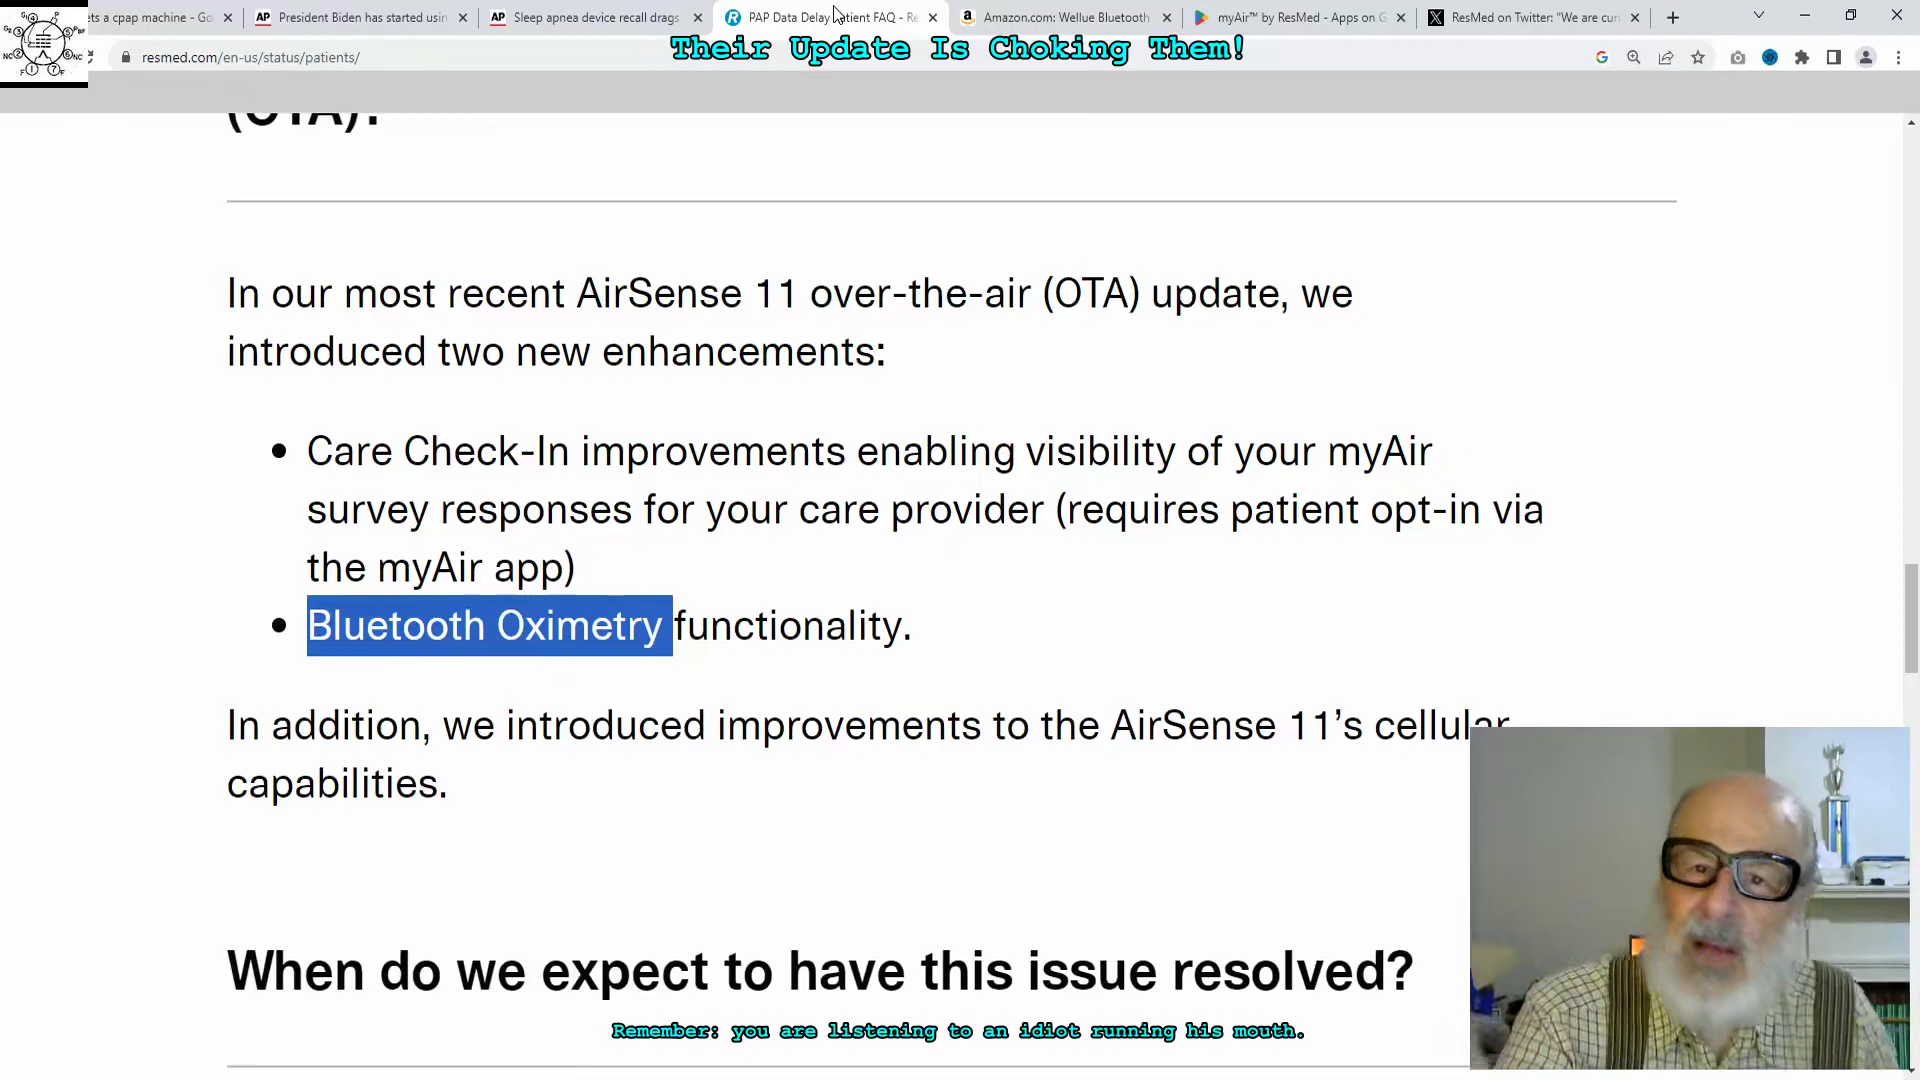 ets a cpap machine - Go
President Biden has started usin
Sleep apnea device recall drags
PAP Data Delay Patient FAQ - Re
Amazon.com: Wellue Bluetooth
myAir™ by ResMed - Apps on G
ResMed on Twitter: "We are curr
resmed.com/en-us/status/patients/
Their Update Is Choking Them!
(OTA)?
In our most recent AirSense 11 over-the-air (OTA) update, we
introduced two new enhancements:
• Care Check-In improvements enabling visibility of your myAir
survey responses for your care provider (requires patient opt-in via
the myAir app)
• Bluetooth Oximetry functionality.
In addition, we introduced improvements to the AirSense 11's cellular
capabilities.
When do we expect to have this issue resolved?
Remember: you are listening to an idiot running his mouth.